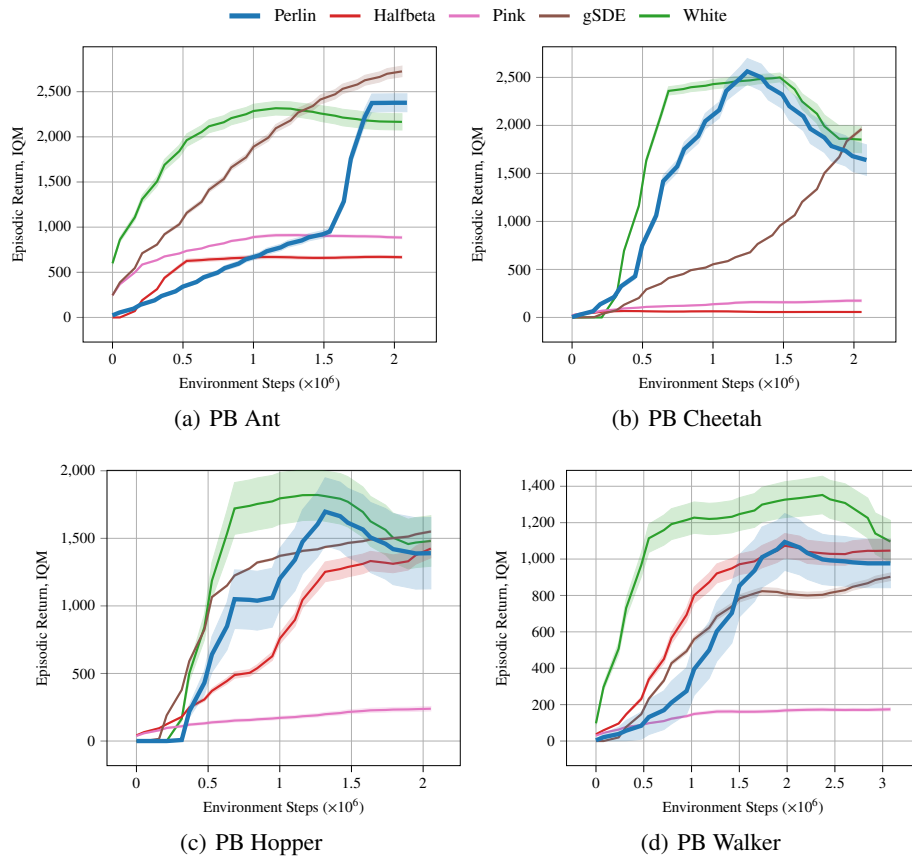 Perlin Halfbeta Pink gSDE White
2,500
2,000
1,500
1,000
500
0
Episodic Return, IQM
0 0.5 1 1.5 2
Environment Steps (×10⁶)
(a) PB Ant
2,500
2,000
1,500
1,000
500
0
Episodic Return, IQM
0 0.5 1 1.5 2
Environment Steps (×10⁶)
(b) PB Cheetah
2,000
1,500
1,000
500
0
Episodic Return, IQM
0 0.5 1 1.5 2
Environment Steps (×10⁶)
(c) PB Hopper
1,400
1,200
1,000
800
600
400
200
0
Episodic Return, IQM
0 0.5 1 1.5 2 2.5 3
Environment Steps (×10⁶)
(d) PB Walker